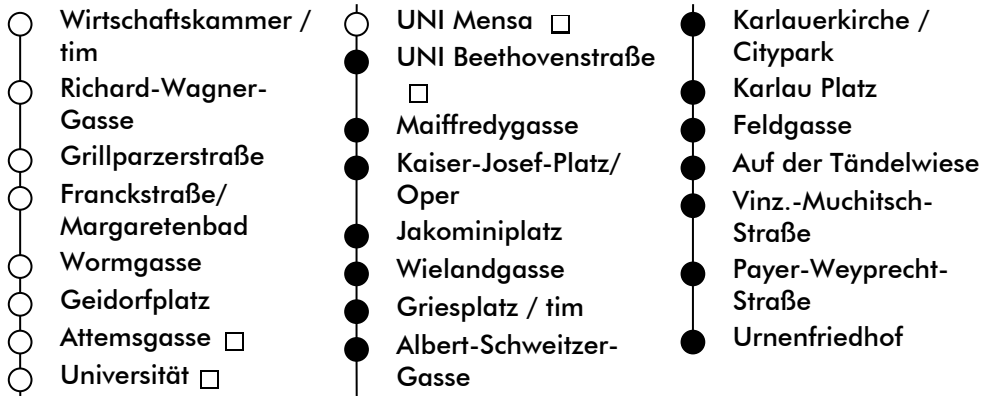 Wirtschaftskammer /
tim
Richard-Wagner-
Gasse
Grillparzerstraße
Franckstraße/
Margaretenbad
Wormgasse
Geidorfplatz
Attemsgasse □
Universität □
UNI Mensa □
UNI Beethovenstraße
□
Maiffredygasse
Kaiser-Josef-Platz/
Oper
Jakominiplatz
Wielandgasse
Griesplatz / tim
Albert-Schweitzer-
Gasse
Karlauerkirche /
Citypark
Karlau Platz
Feldgasse
Auf der Tändelwiese
Vinz.-Muchitsch-
Straße
Payer-Weyprecht-
Straße
Urnenfriedhof